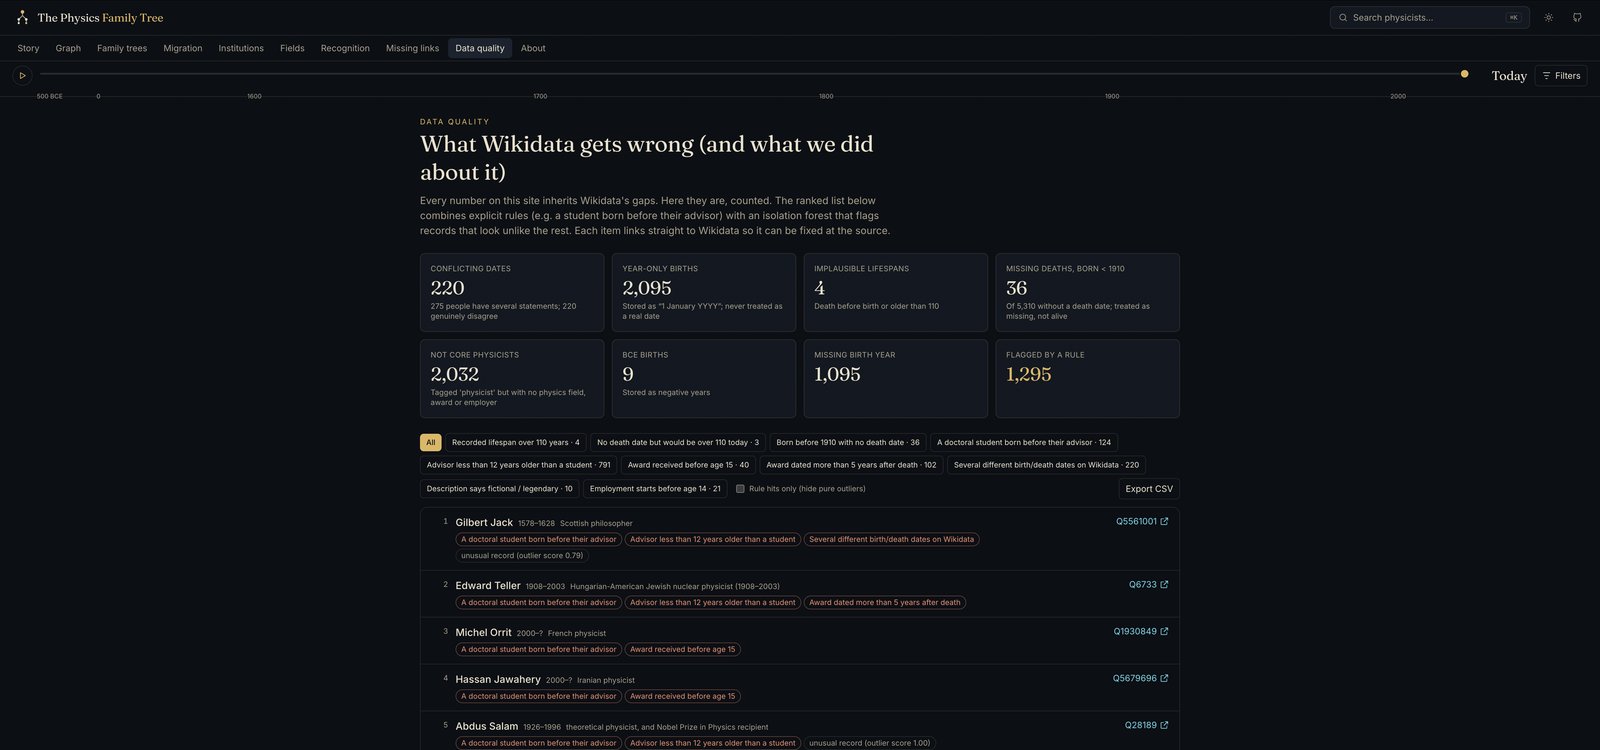 The Physics Family Tree
Search physicists...
⌘K
Story Graph Family trees Migration Institutions Fields Recognition Missing links Data quality About
Today
Filters
500 BCE 0 1600 1700 1800 1900 2000
DATA QUALITY
What Wikidata gets wrong (and what we did
about it)
Every number on this site inherits Wikidata's gaps. Here they are, counted. The ranked list below
combines explicit rules (e.g. a student born before their advisor) with an isolation forest that flags
records that look unlike the rest. Each item links straight to Wikidata so it can be fixed at the source.
CONFLICTING DATES
220
275 people have several statements; 220
genuinely disagree
YEAR-ONLY BIRTHS
2,095
Stored as "1 January YYYY"; never treated as
a real date
IMPLAUSIBLE LIFESPANS
4
Death before birth or older than 110
MISSING DEATHS, BORN < 1910
36
Of 5,310 without a death date; treated as
missing, not alive
NOT CORE PHYSICISTS
2,032
Tagged 'physicist' but with no physics field,
award or employer
BCE BIRTHS
9
Stored as negative years
MISSING BIRTH YEAR
1,095
FLAGGED BY A RULE
1,295
All Recorded lifespan over 110 years · 4 No death date but would be over 110 today · 3 Born before 1910 with no death date · 36 A doctoral student born before their advisor · 124
Advisor less than 12 years older than a student · 791 Award received before age 15 · 40 Award dated more than 5 years after death · 102 Several different birth/death dates on Wikidata · 220
Description says fictional / legendary · 10 Employment starts before age 14 · 21 Rule hits only (hide pure outliers) Export CSV
1 Gilbert Jack 1578–1628 Scottish philosopher Q5561001
A doctoral student born before their advisor Advisor less than 12 years older than a student Several different birth/death dates on Wikidata
unusual record (outlier score 0.79)
2 Edward Teller 1908–2003 Hungarian-American Jewish nuclear physicist (1908–2003) Q6733
A doctoral student born before their advisor Advisor less than 12 years older than a student Award dated more than 5 years after death
3 Michel Orrit 2000–? French physicist Q1930849
A doctoral student born before their advisor Award received before age 15
4 Hassan Jawahery 2000–? Iranian physicist Q5679696
A doctoral student born before their advisor Award received before age 15
5 Abdus Salam 1926–1996 theoretical physicist, and Nobel Prize in Physics recipient Q28189
A doctoral student born before their advisor Advisor less than 12 years older than a student unusual record (outlier score 1.00)